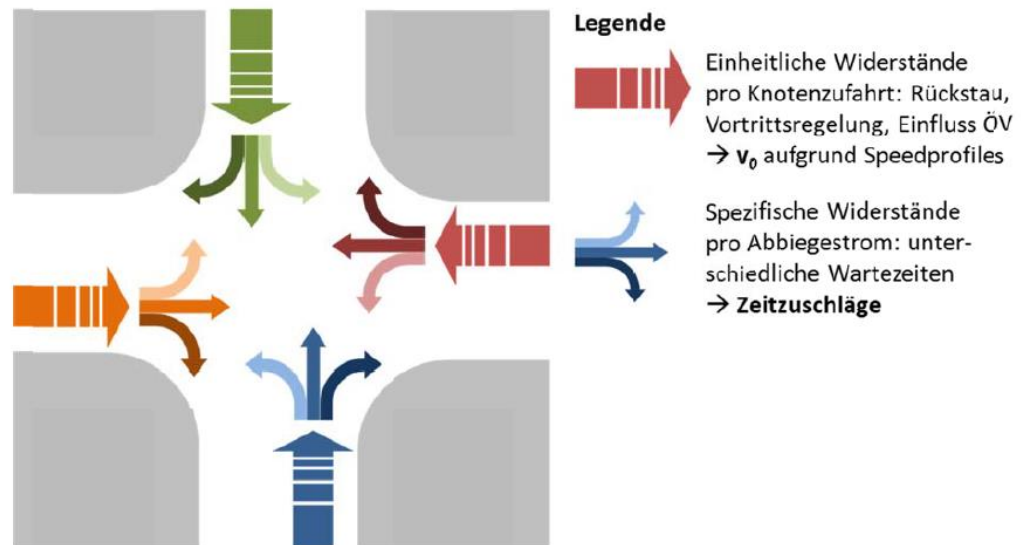 Legende
Einheitliche Widerstände
pro Knotenzufahrt: Rückstau,
Vortrittsregelung, Einfluss ÖV
→ v₀ aufgrund Speedprofiles
Spezifische Widerstände
pro Abbiegestrom: unter-
schiedliche Wartezeiten
→ Zeitzuschläge